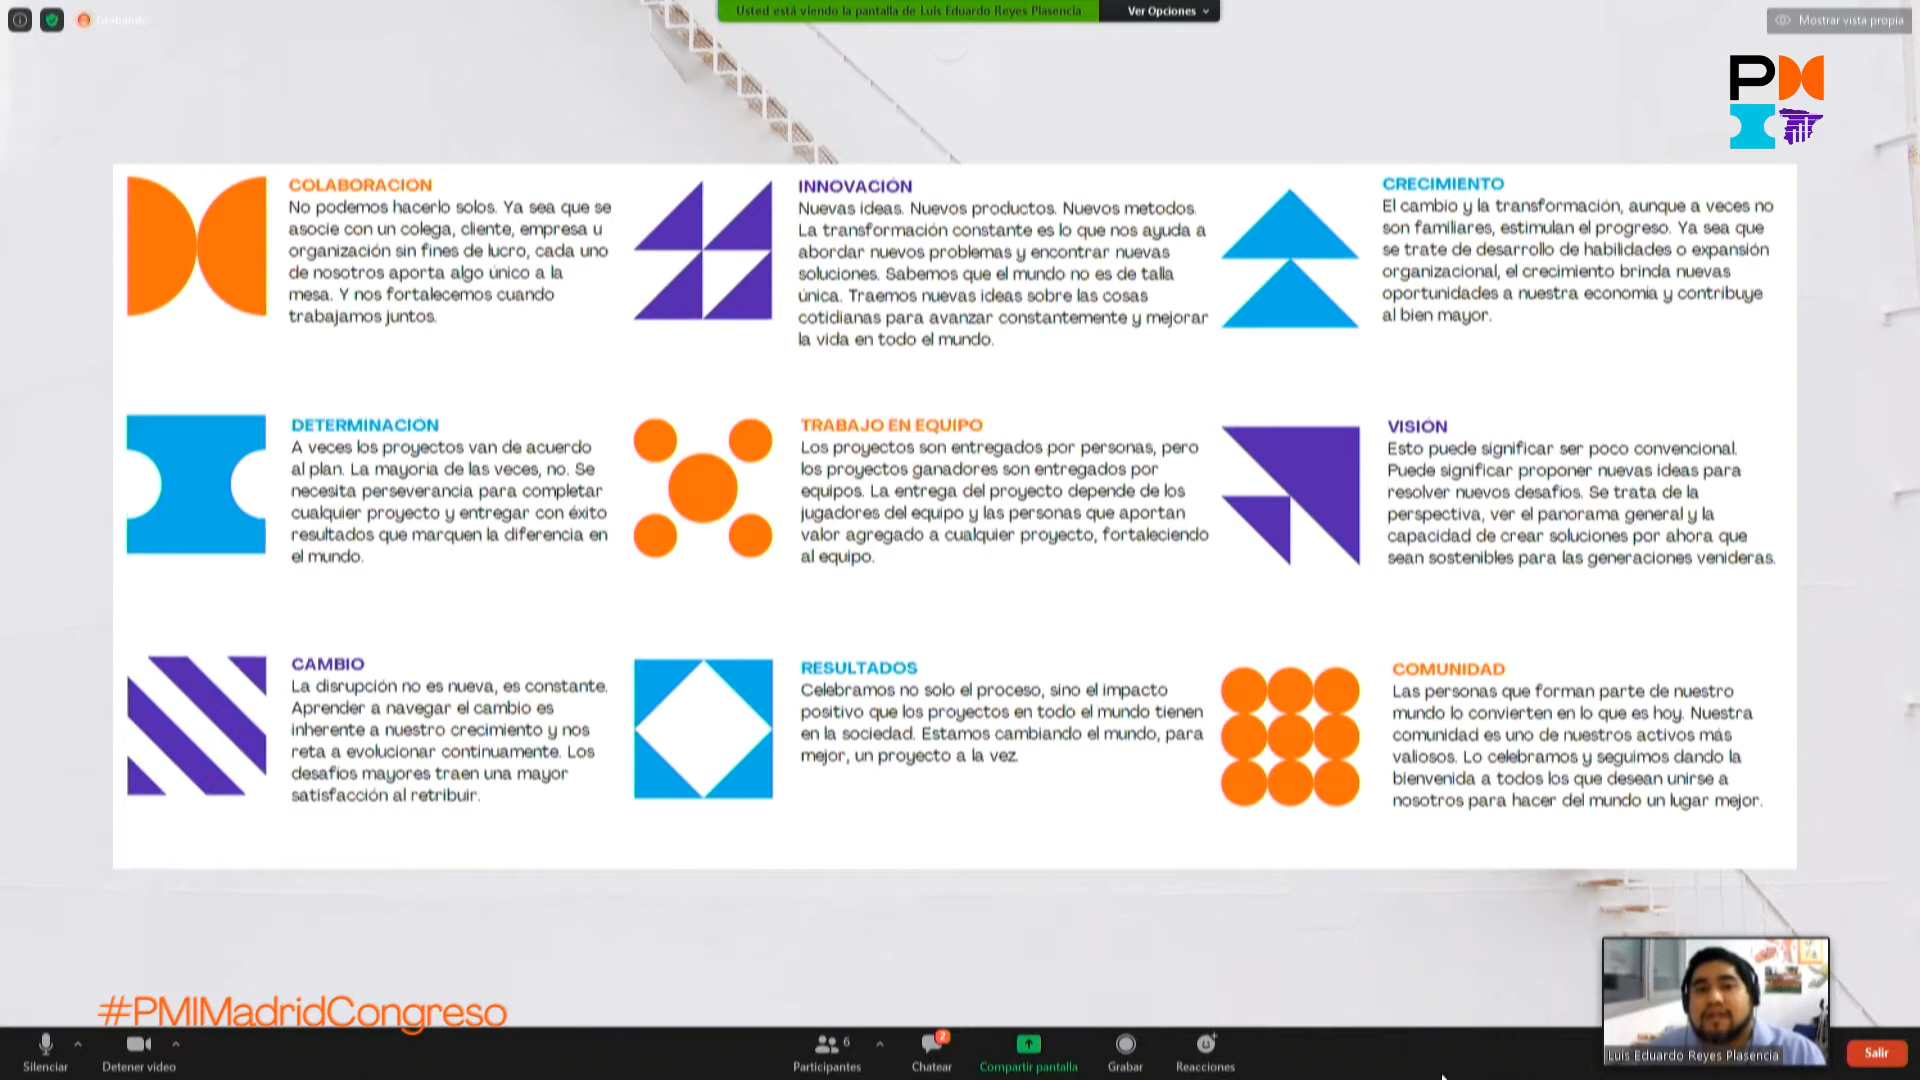 Usted está viendo la pantalla de Luis Eduardo Reyes Plasencia
Ver Opciones
Mostrar vista propia
PM
COLABORACION
No podemos hacerlo solos. Ya sea que se
asocie con un colega, cliente, empresa u
organización sin fines de lucro, cada uno
de nosotros aporta algo único a la
mesa. Y nos fortalecemos cuando
trabajamos juntos.
INNOVACIÓN
Nuevas ideas. Nuevos productos. Nuevos metodos.
La transformación constante es lo que nos ayuda a
abordar nuevos problemas y encontrar nuevas
soluciones. Sabemos que el mundo no es de talla
única. Traemos nuevas ideas sobre las cosas
cotidianas para avanzar constantemente y mejorar
la vida en todo el mundo.
CRECIMIENTO
El cambio y la transformación, aunque a veces no
son familiares, estimulan el progreso. Ya sea que
se trate de desarrollo de habilidades o expansión
organizacional, el crecimiento brinda nuevas
oportunidades a nuestra economía y contribuye
al bien mayor.
DETERMINACION
A veces los proyectos van de acuerdo
al plan. La mayoría de las veces, no. Se
necesita perseverancia para completar
cualquier proyecto y entregar con éxito
resultados que marquen la diferencia en
el mundo.
TRABAJO EN EQUIPO
Los proyectos son entregados por personas, pero
los proyectos ganadores son entregados por
equipos. La entrega del proyecto depende de los
jugadores del equipo y las personas que aportan
valor agregado a cualquier proyecto, fortaleciendo
al equipo.
VISIÓN
Esto puede significar ser poco convencional.
Puede significar proponer nuevas ideas para
resolver nuevos desafíos. Se trata de la
perspectiva, ver el panorama general y la
capacidad de crear soluciones por ahora que
sean sostenibles para las generaciones venideras.
CAMBIO
La disrupción no es nueva, es constante.
Aprender a navegar el cambio es
inherente a nuestro crecimiento y nos
reta a evolucionar continuamente. Los
desafíos mayores traen una mayor
satisfacción al retribuir.
RESULTADOS
Celebramos no solo el proceso, sino el impacto
positivo que los proyectos en todo el mundo tienen
en la sociedad. Estamos cambiando el mundo, para
mejor, un proyecto a la vez.
COMUNIDAD
Las personas que forman parte de nuestro
mundo lo convierten en lo que es hoy. Nuestra
comunidad es uno de nuestros activos más
valiosos. Lo celebramos y seguimos dando la
bienvenida a todos los que desean unirse a
nosotros para hacer del mundo un lugar mejor.
#PMIMadridCongreso
Luis Eduardo Reyes Plasencia
Silenciar
Detener video
Participantes
6
Chatear
2
Compartir pantalla
Grabar
Reacciones
Salir